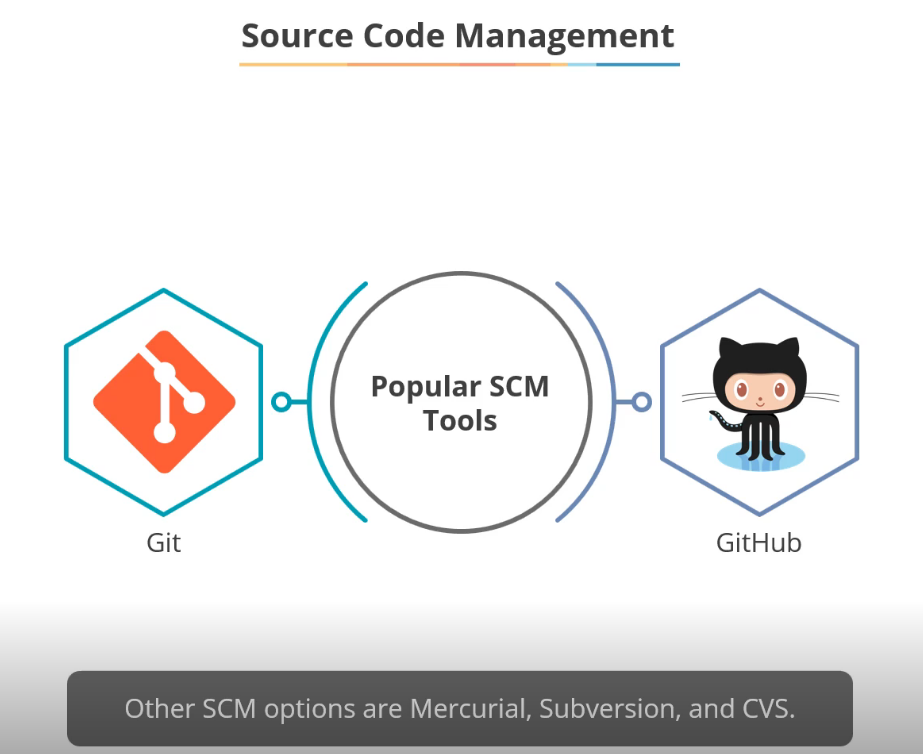 Source Code Management
Popular SCM
Tools
Git
GitHub
Other SCM options are Mercurial, Subversion, and CVS.